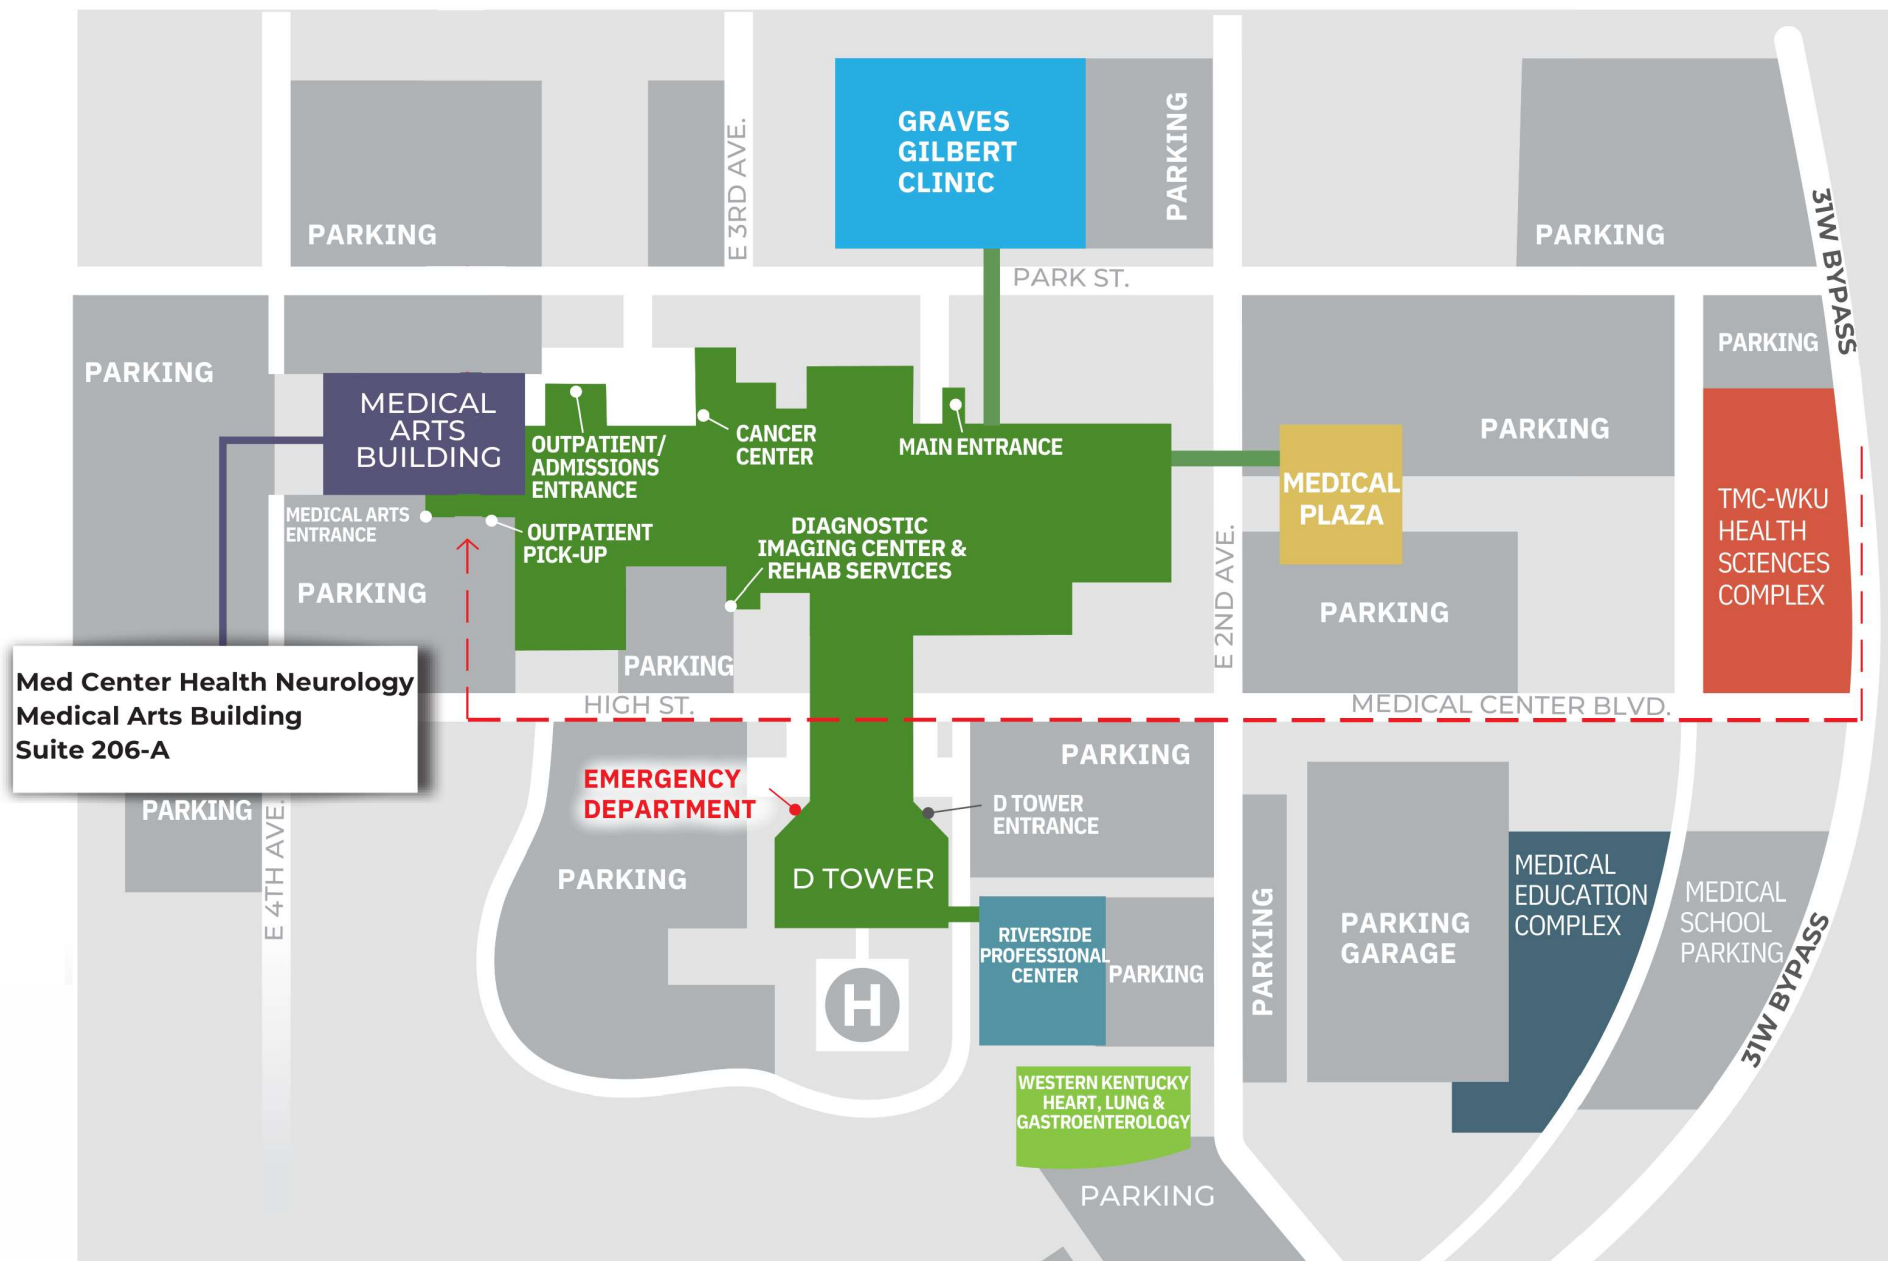 GRAVES
GILBERT
CLINIC
PARKING
E 3RD AVE.
PARKING
PARKING
31W BYPASS
PARK ST.
PARKING
PARKING
MEDICAL
ARTS
BUILDING
OUTPATIENT/
ADMISSIONS
ENTRANCE
CANCER
CENTER
MAIN ENTRANCE
PARKING
MEDICAL
PLAZA
TMC-WKU
HEALTH
SCIENCES
COMPLEX
MEDICAL ARTS
ENTRANCE
OUTPATIENT
PICK-UP
DIAGNOSTIC
IMAGING CENTER &
REHAB SERVICES
E 2ND AVE.
PARKING
PARKING
PARKING
Med Center Health Neurology
Medical Arts Building
Suite 206-A
HIGH ST.
MEDICAL CENTER BLVD.
PARKING
EMERGENCY
DEPARTMENT
PARKING
D TOWER
ENTRANCE
E 4TH AVE.
PARKING
D TOWER
PARKING
PARKING
GARAGE
MEDICAL
EDUCATION
COMPLEX
MEDICAL
SCHOOL
PARKING
31W BYPASS
RIVERSIDE
PROFESSIONAL
CENTER
PARKING
H
WESTERN KENTUCKY
HEART, LUNG &
GASTROENTEROLOGY
PARKING